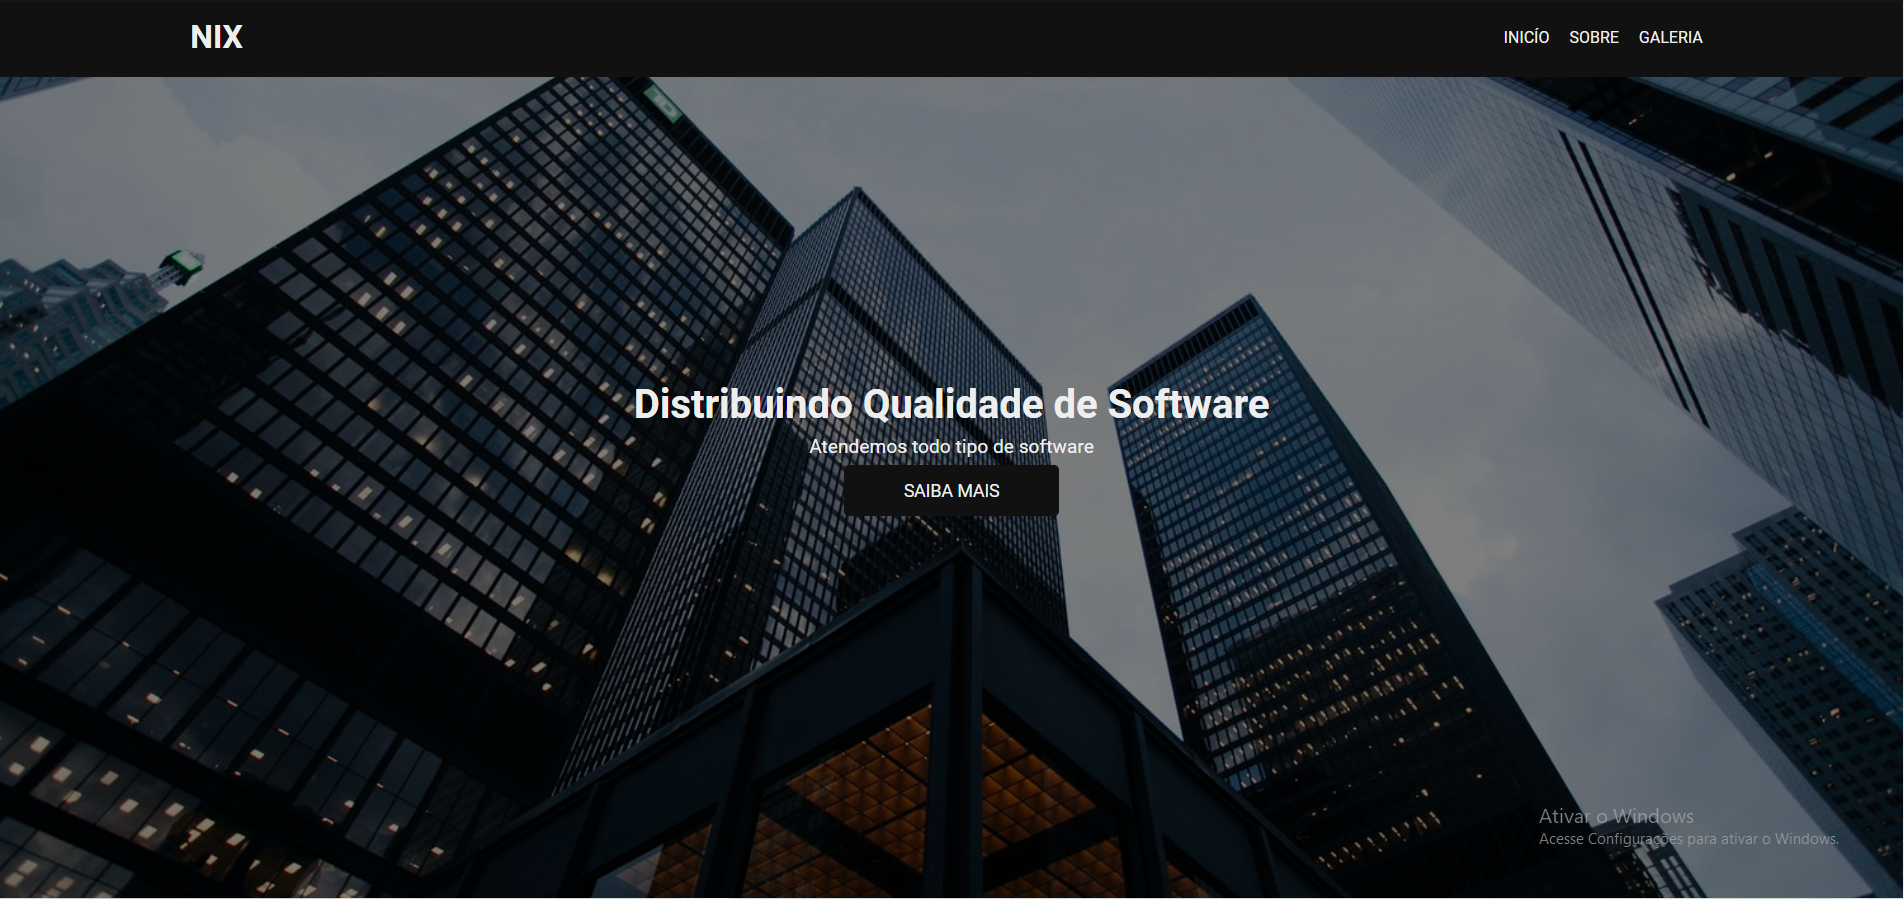 NIX
INICÍO SOBRE GALERIA
Distribuindo Qualidade de Software
Atendemos todo tipo de software
SAIBA MAIS
Ativar o Windows
Acesse Configurações para ativar o Windows.